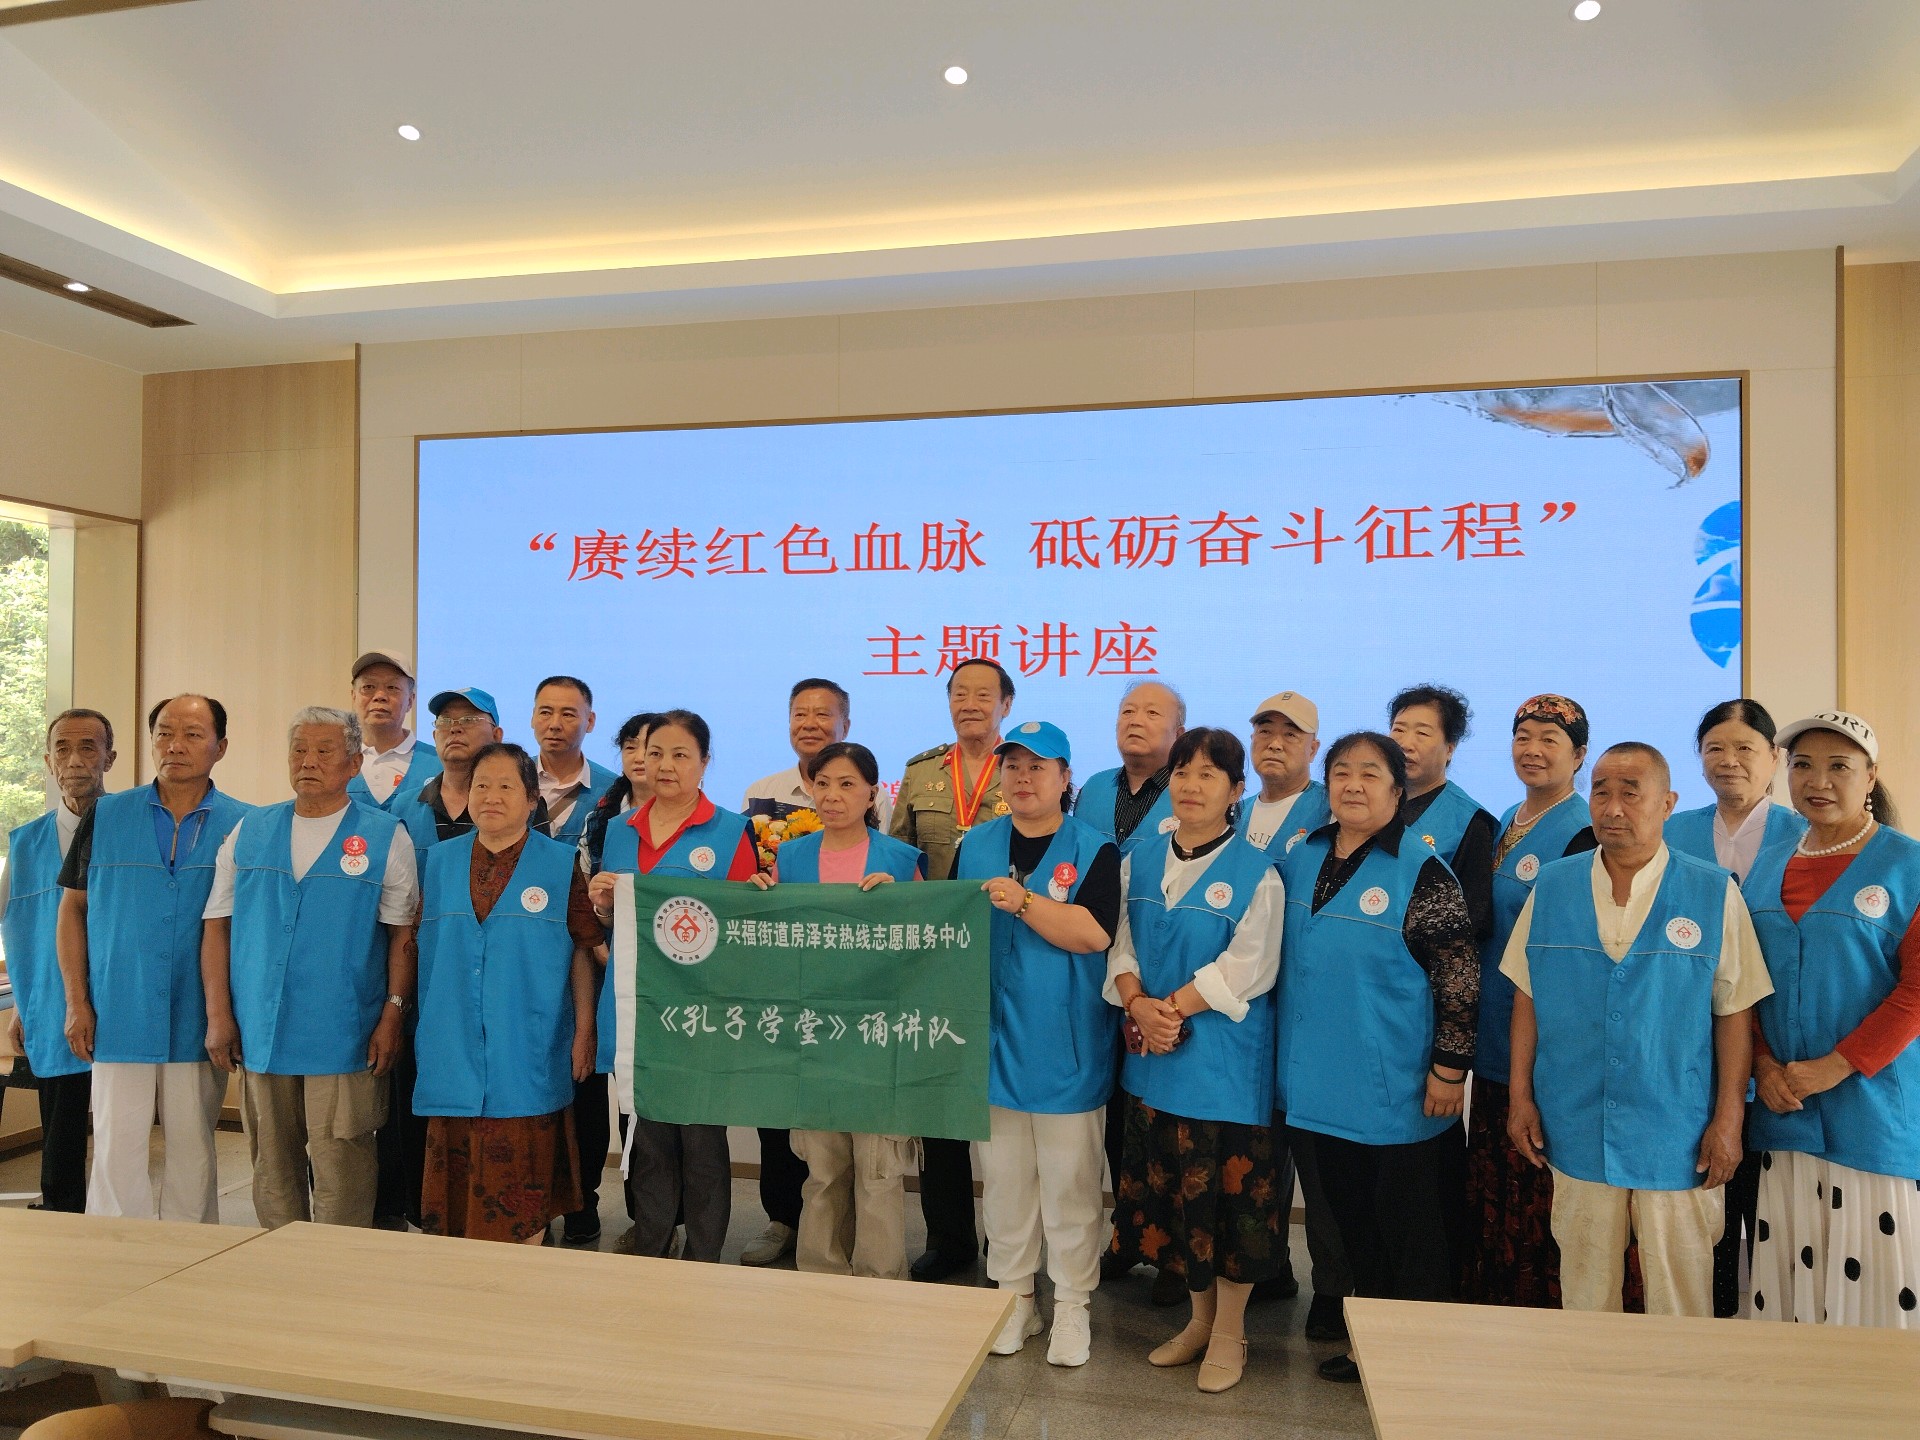 “赓续红色血脉 砥砺奋斗征程”
主题讲座
兴福街道房泽安热线志愿服务中心
《孔子学堂》诵讲队